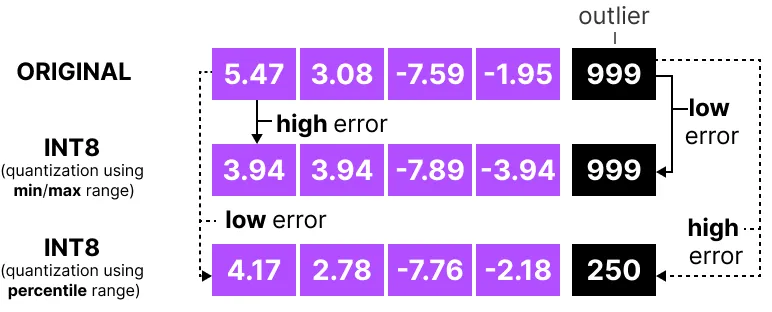 outlier
ORIGINAL 5.47 3.08 -7.59 -1.95 999
high error
low
error
INT8
(quantization using
min/max range)
3.94 3.94 -7.89 -3.94 999
low error
high
error
INT8
(quantization using
percentile range)
4.17 2.78 -7.76 -2.18 250